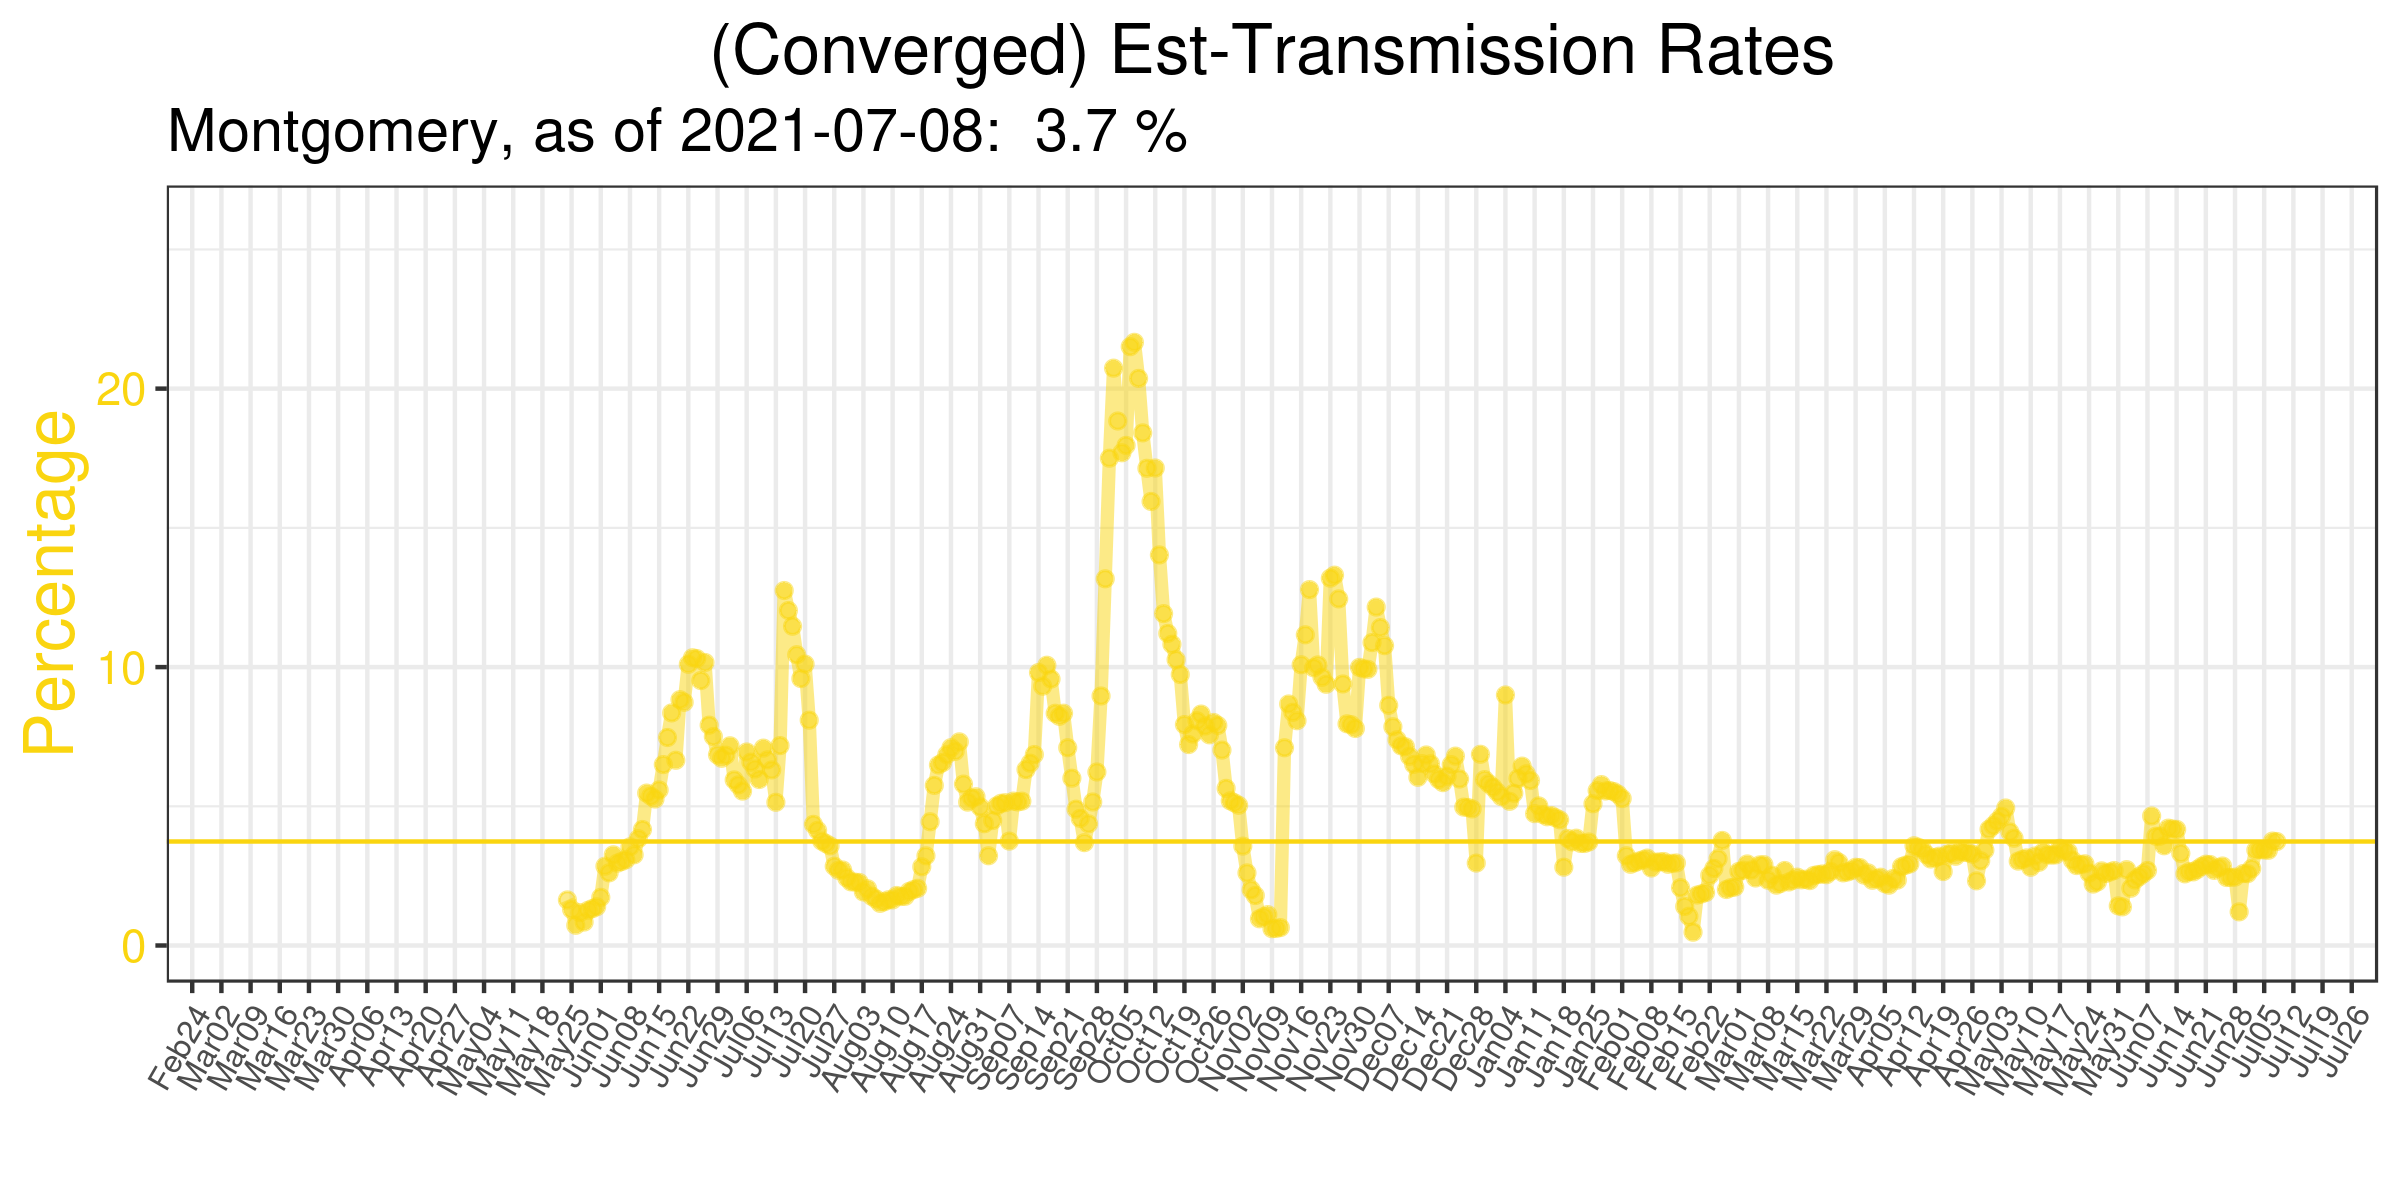 (Converged) Est-Transmission Rates
Montgomery, as of 2021-07-08:  3.7 %
Percentage
20
10
0
Feb24
Mar02
Mar09
Mar16
Mar23
Mar30
Apr06
Apr13
Apr20
Apr27
May04
May11
May18
May25
Jun01
Jun08
Jun15
Jun22
Jun29
Jul06
Jul13
Jul20
Jul27
Aug03
Aug10
Aug17
Aug24
Aug31
Sep07
Sep14
Sep21
Sep28
Oct05
Oct12
Oct19
Oct26
Nov02
Nov09
Nov16
Nov23
Nov30
Dec07
Dec14
Dec21
Dec28
Jan04
Jan11
Jan18
Jan25
Feb01
Feb08
Feb15
Feb22
Mar01
Mar08
Mar15
Mar22
Mar29
Apr05
Apr12
Apr19
Apr26
May03
May10
May17
May24
May31
Jun07
Jun14
Jun21
Jun28
Jul05
Jul12
Jul19
Jul26